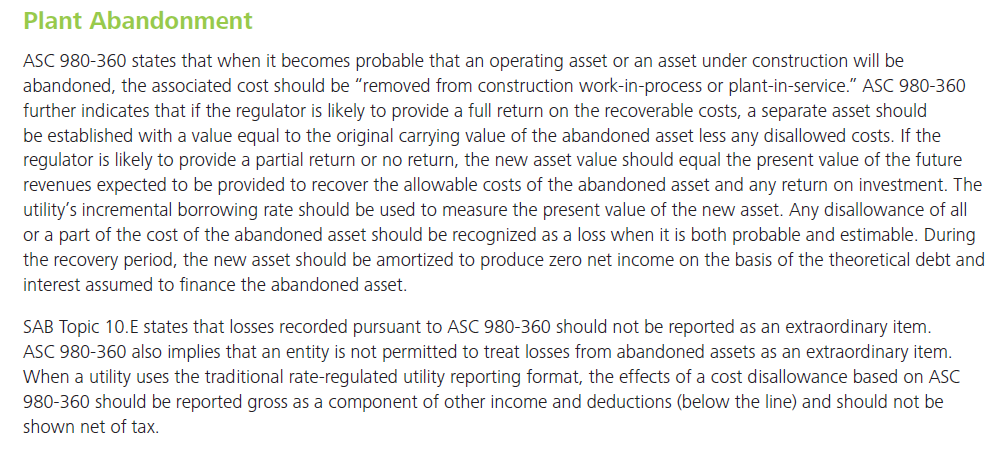 Plant Abandonment
ASC 980-360 states that when it becomes probable that an operating asset or an asset under construction will be
abandoned, the associated cost should be “removed from construction work-in-process or plant-in-service.” ASC 980-360
further indicates that if the regulator is likely to provide a full return on the recoverable costs, a separate asset should
be established with a value equal to the original carrying value of the abandoned asset less any disallowed costs. If the
regulator is likely to provide a partial return or no return, the new asset value should equal the present value of the future
revenues expected to be provided to recover the allowable costs of the abandoned asset and any return on investment. The
utility’s incremental borrowing rate should be used to measure the present value of the new asset. Any disallowance of all
or a part of the cost of the abandoned asset should be recognized as a loss when it is both probable and estimable. During
the recovery period, the new asset should be amortized to produce zero net income on the basis of the theoretical debt and
interest assumed to finance the abandoned asset.
SAB Topic 10.E states that losses recorded pursuant to ASC 980-360 should not be reported as an extraordinary item.
ASC 980-360 also implies that an entity is not permitted to treat losses from abandoned assets as an extraordinary item.
When a utility uses the traditional rate-regulated utility reporting format, the effects of a cost disallowance based on ASC
980-360 should be reported gross as a component of other income and deductions (below the line) and should not be
shown net of tax.